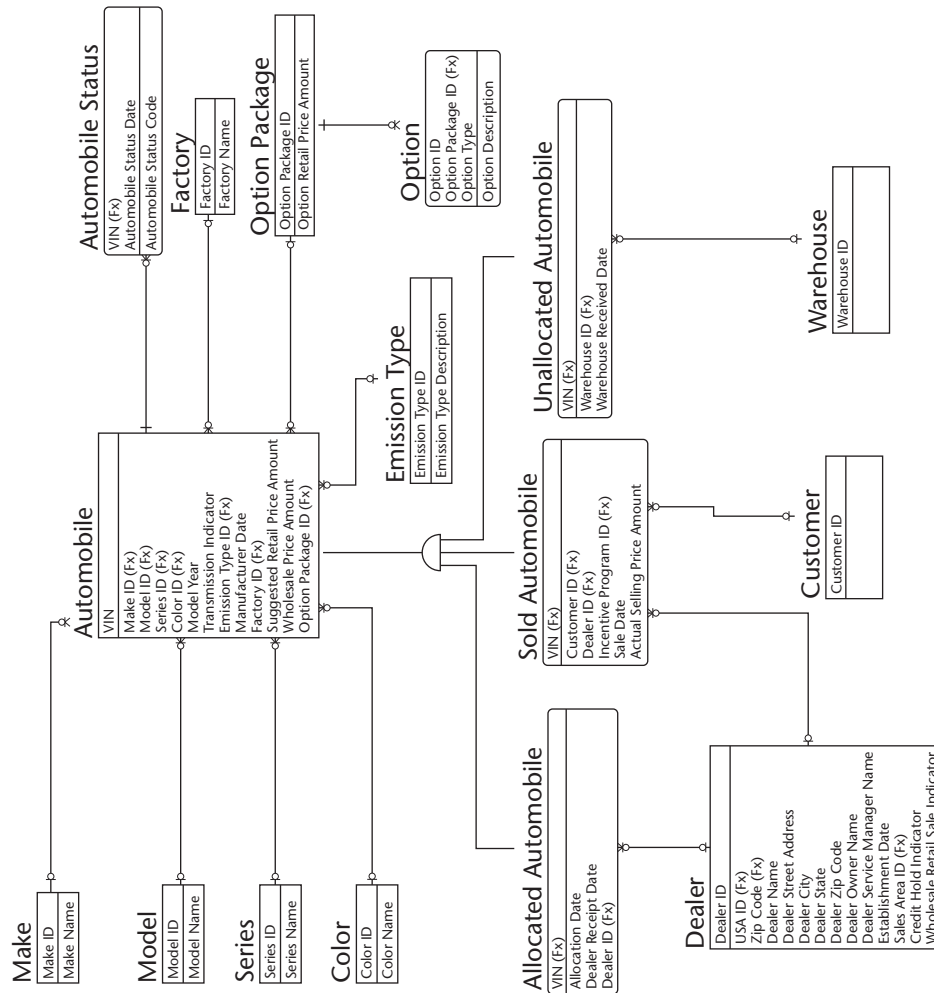 Make
Make ID
Make Name
Model
Model ID
Model Name
Series
Series ID
Series Name
Color
Color ID
Color Name
Automobile
VIN
Make ID (Fx)
Model ID (Fx)
Series ID (Fx)
Color ID (Fx)
Model Year
Transmission Indicator
Emission Type ID (Fx)
Manufacturer Date
Factory ID (Fx)
Suggested Retail Price Amount
Wholesale Price Amount
Option Package ID (Fx)
Automobile Status
VIN (Fx)
Automobile Status Date
Automobile Status Code
Factory
Factory ID
Factory Name
Option Package
Option Package ID
Option Retail Price Amount
Option
Option ID
Option Package ID (Fx)
Option Type
Option Description
Emission Type
Emission Type ID
Emission Type Description
Allocated Automobile
VIN (Fx)
Allocation Date
Dealer Receipt Date
Dealer ID (Fx)
Sold Automobile
VIN (Fx)
Customer ID (Fx)
Dealer ID (Fx)
Incentive Program ID (Fx)
Sale Date
Actual Selling Price Amount
Unallocated Automobile
VIN (Fx)
Warehouse ID (Fx)
Warehouse Received Date
Dealer
Dealer ID
USA ID (Fx)
Zip Code (Fx)
Dealer Name
Dealer Street Address
Dealer City
Dealer State
Dealer Zip Code
Dealer Owner Name
Dealer Service Manager Name
Establishment Date
Sales Area ID (Fx)
Credit Hold Indicator
Wholesale Retail Sale Indicator
Customer
Customer ID
Warehouse
Warehouse ID